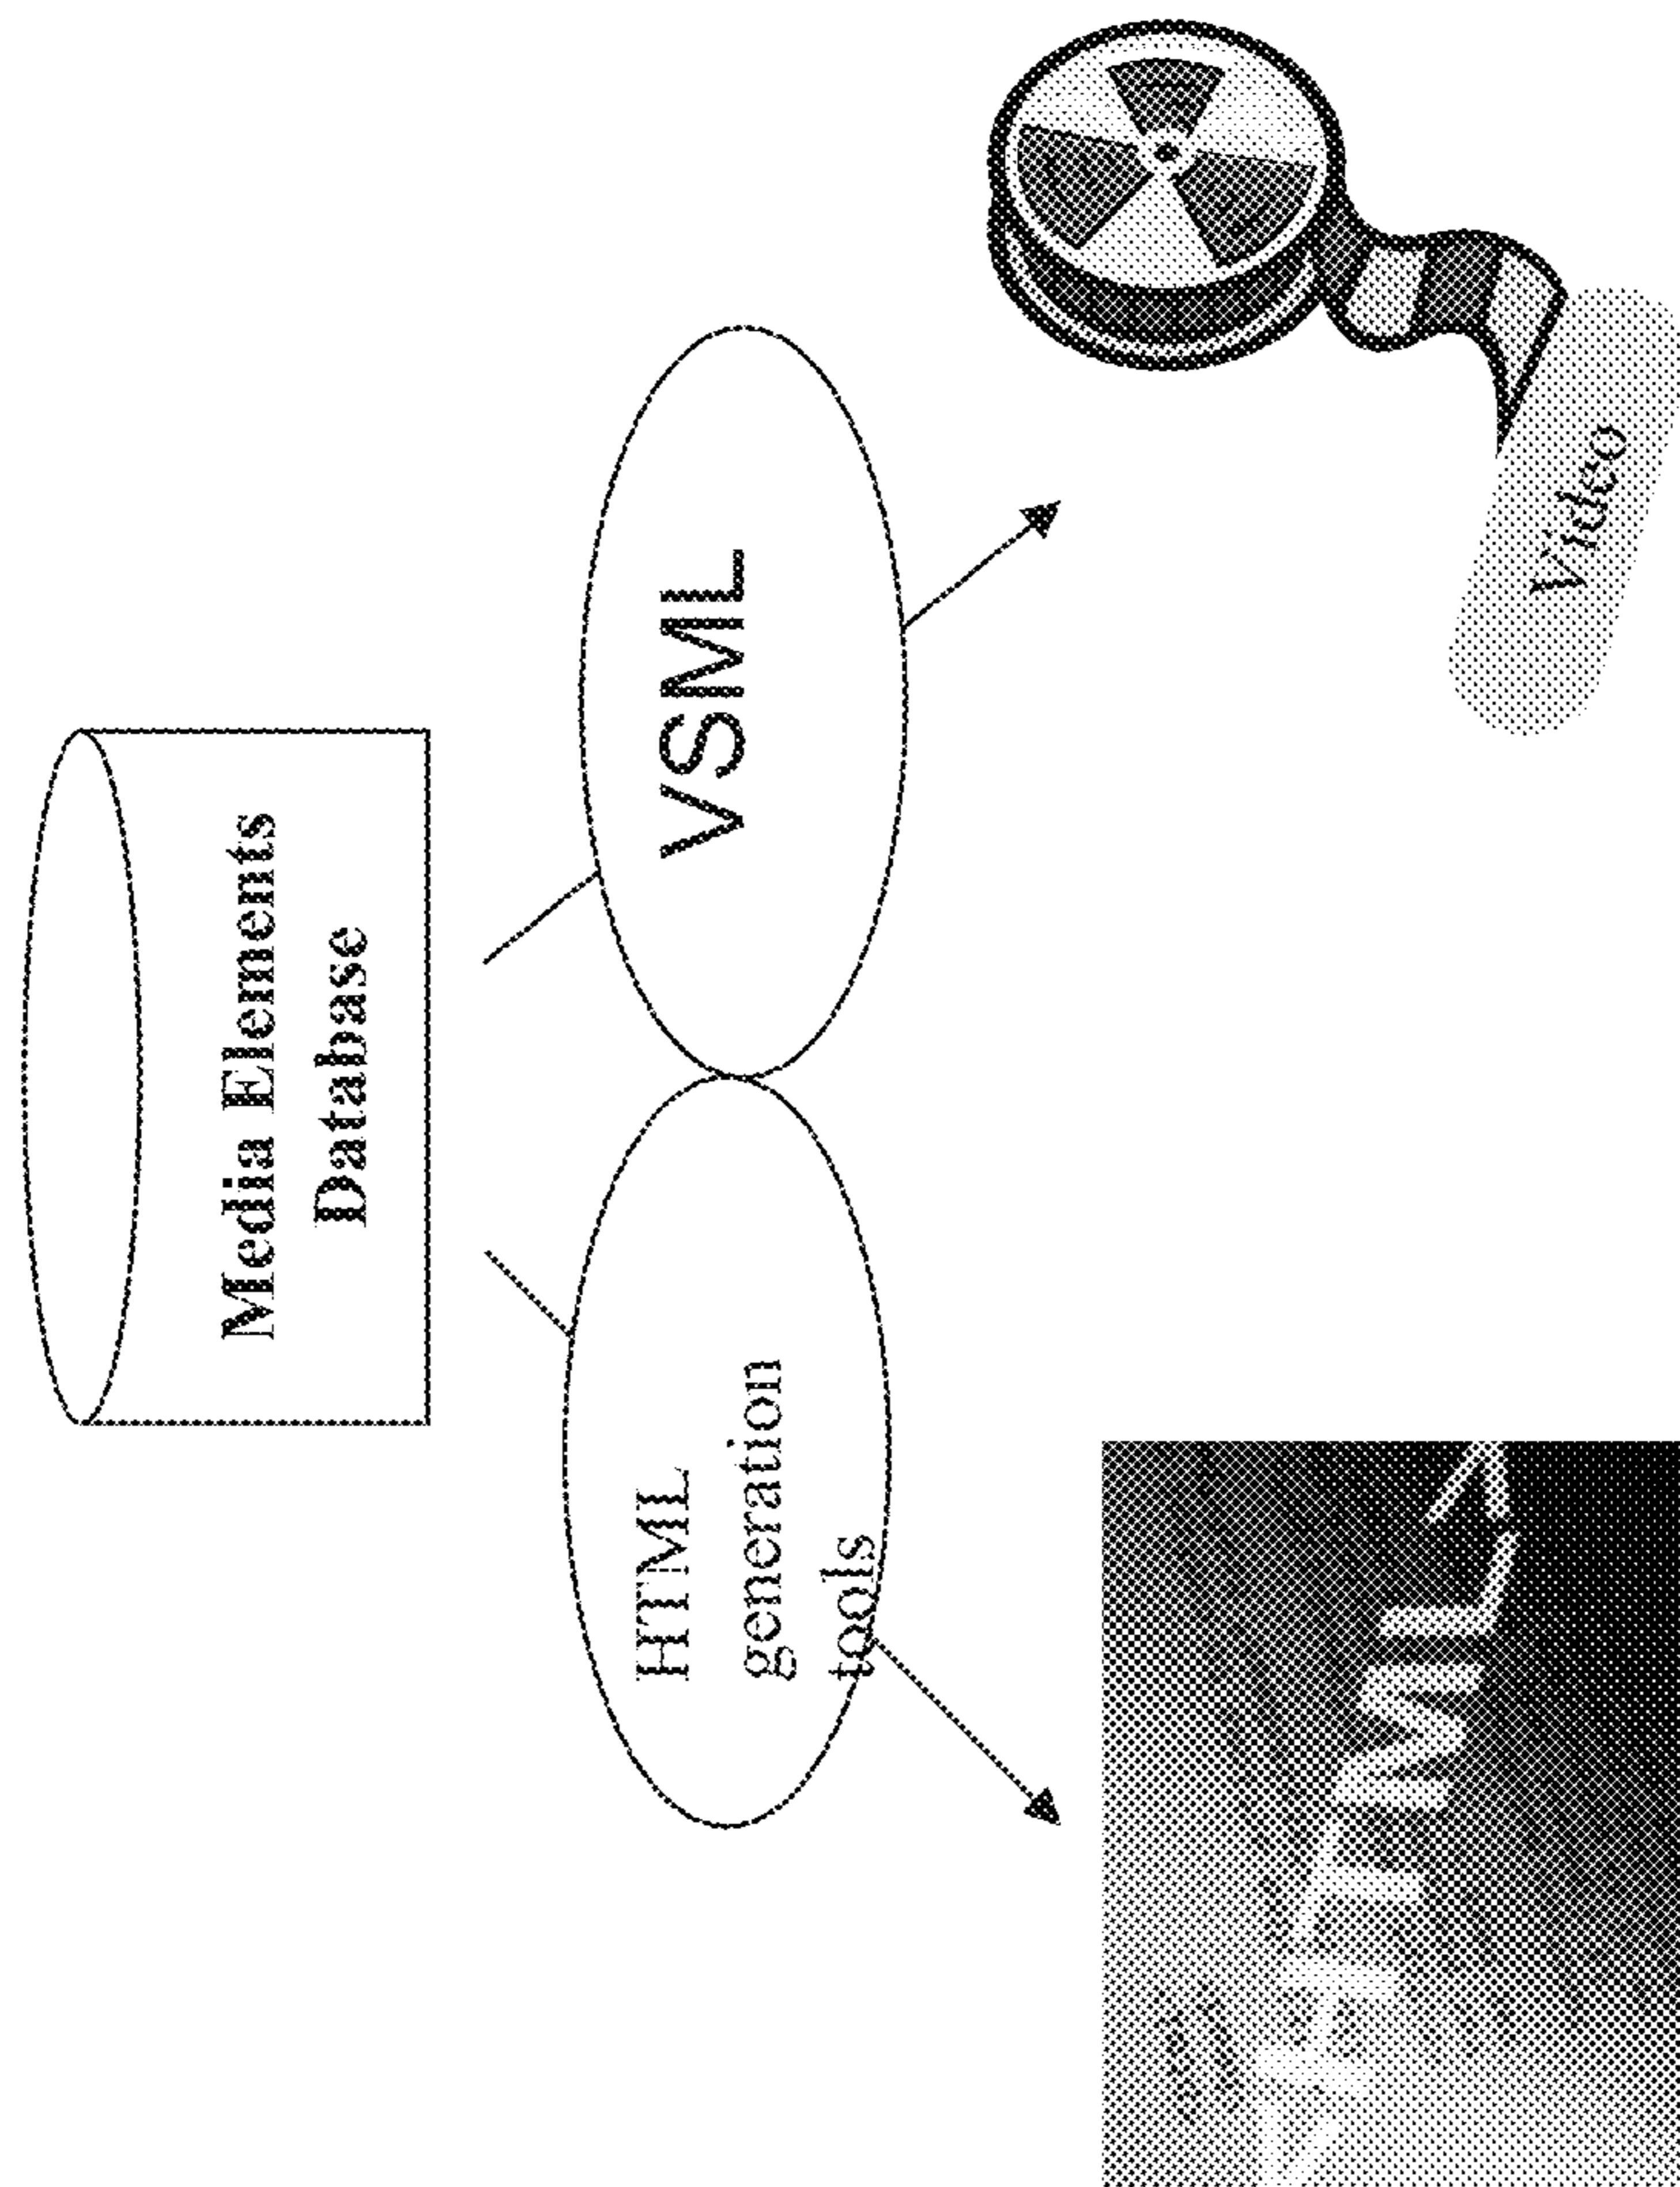 Media Elements
Database
HTML
generation
tools
VSML
<HTML>
Video